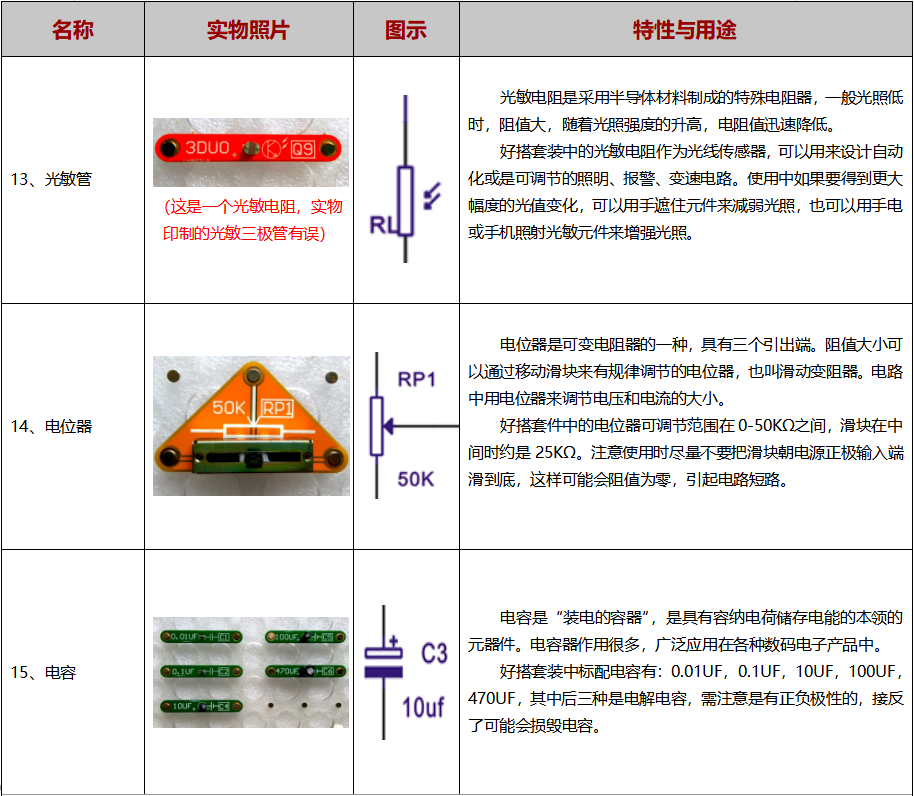 名称
实物照片
图示
特性与用途
13、光敏管
3DUO
+
Q9
（这是一个光敏电阻，实物
印制的光敏三极管有误）
RL
光敏电阻是采用半导体材料制成的特殊电阻器，一般光照低
时，阻值大，随着光照强度的升高，电阻值迅速降低。
好搭套装中的光敏电阻作为光线传感器，可以用来设计自动
化或是可调节的照明、报警、变速电路。使用中如果要得到更大
幅度的光值变化，可以用手遮住元件来减弱光照，也可以用手电
或手机照射光敏元件来增强光照。
14、电位器
50K
RP1
RP1
50K
电位器是可变电阻器的一种，具有三个引出端。阻值大小可
以通过移动滑块来有规律调节的电位器，也叫滑动变阻器。电路
中用电位器来调节电压和电流的大小。
好搭套件中的电位器可调节范围在 0-50KΩ之间，滑块在中
间时约是 25KΩ。注意使用时尽量不要把滑块朝电源正极输入端
滑到底，这样可能会阻值为零，引起电路短路。
15、电容
0.01UF C1
100UF C5
0.1UF C2
470UF C6
10UF C4
+
C3
10uf
电容是“装电的容器”，是具有容纳电荷储存电能的本领的
元器件。电容器作用很多，广泛应用在各种数码电子产品中。
好搭套装中标配电容有：0.01UF，0.1UF，10UF，100UF，
470UF，其中后三种是电解电容，需注意是有正负极性的，接反
了可能会损毁电容。